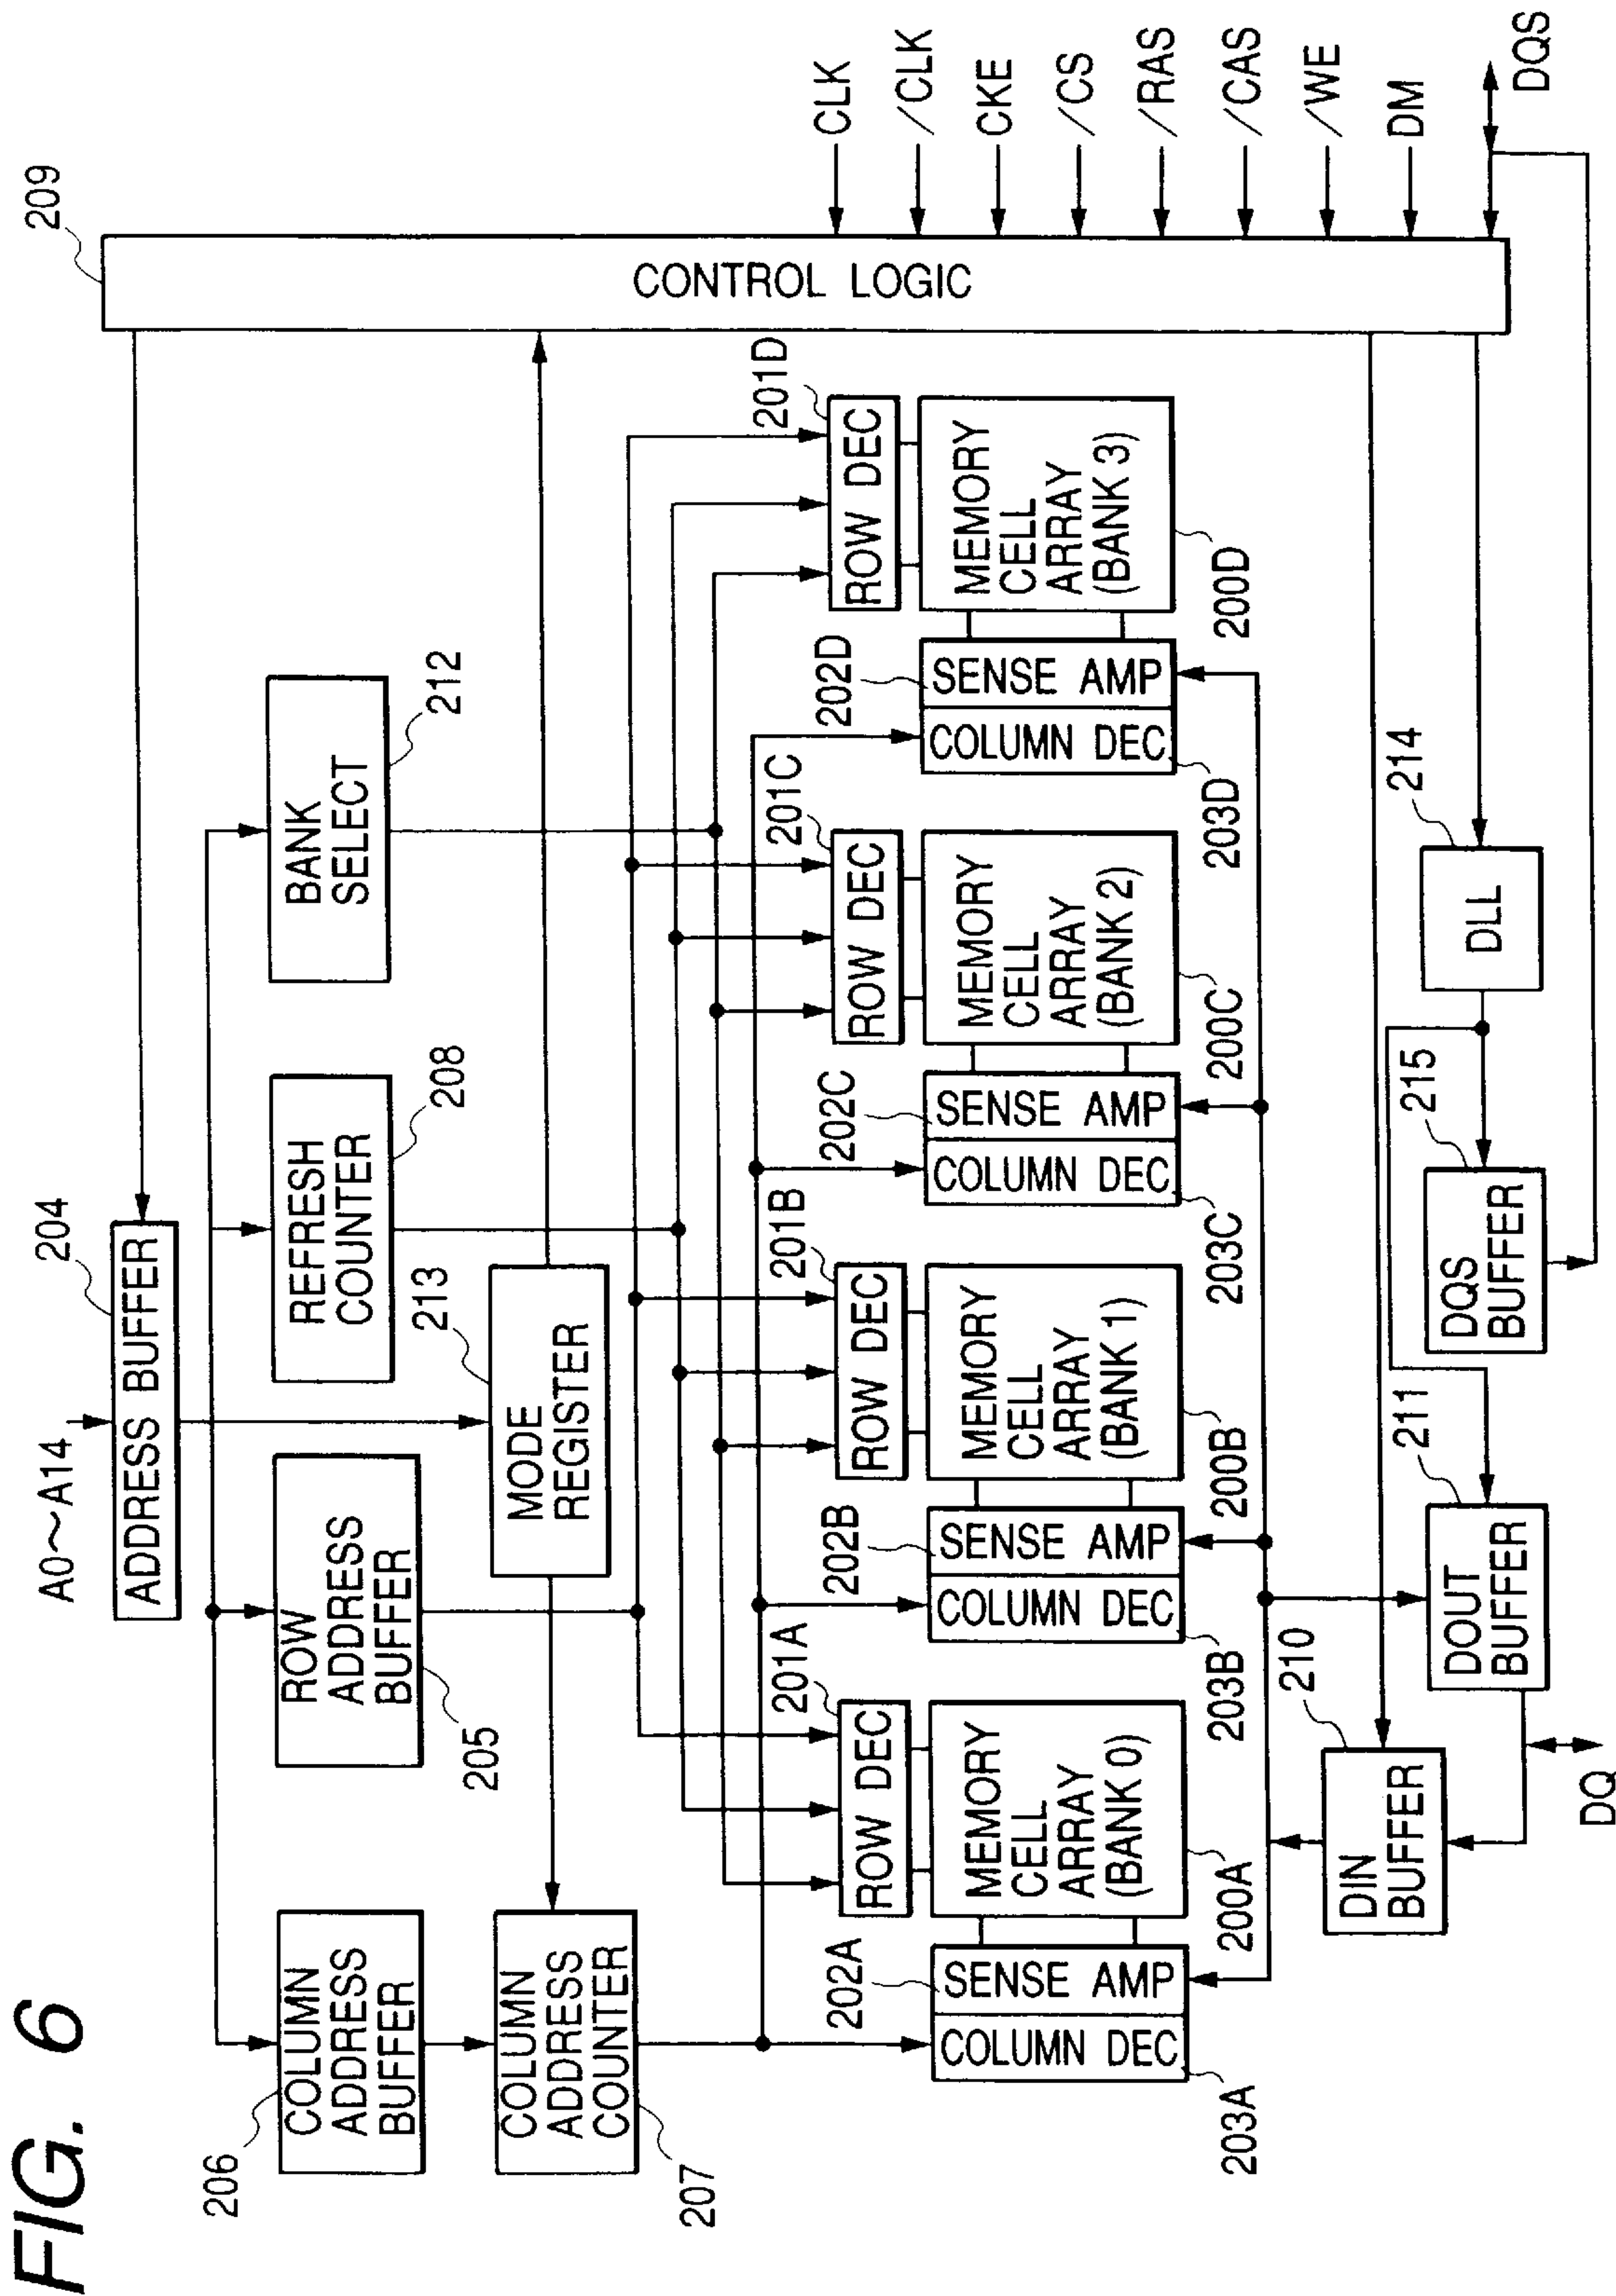 FIG. 6
A0~A14
204
ADDRESS BUFFER
209
CONTROL LOGIC
206
COLUMN
ADDRESS
BUFFER
ROW
ADDRESS
BUFFER
205
REFRESH
COUNTER
208
BANK
SELECT
212
COLUMN
ADDRESS
COUNTER
207
213
MODE
REGISTER
201A
ROW DEC
201B
ROW DEC
201C
ROW DEC
201D
ROW DEC
202A
SENSE AMP
COLUMN DEC
203A
MEMORY
CELL
ARRAY
(BANK 0)
200A
202B
SENSE AMP
COLUMN DEC
203B
MEMORY
CELL
ARRAY
(BANK 1)
200B
202C
SENSE AMP
COLUMN DEC
203C
MEMORY
CELL
ARRAY
(BANK 2)
200C
202D
SENSE AMP
COLUMN DEC
203D
MEMORY
CELL
ARRAY
(BANK 3)
200D
CLK
/CLK
CKE
/CS
/RAS
/CAS
/WE
DM
DQS
210
DIN
BUFFER
211
DOUT
BUFFER
215
DQS
BUFFER
214
DLL
DQ